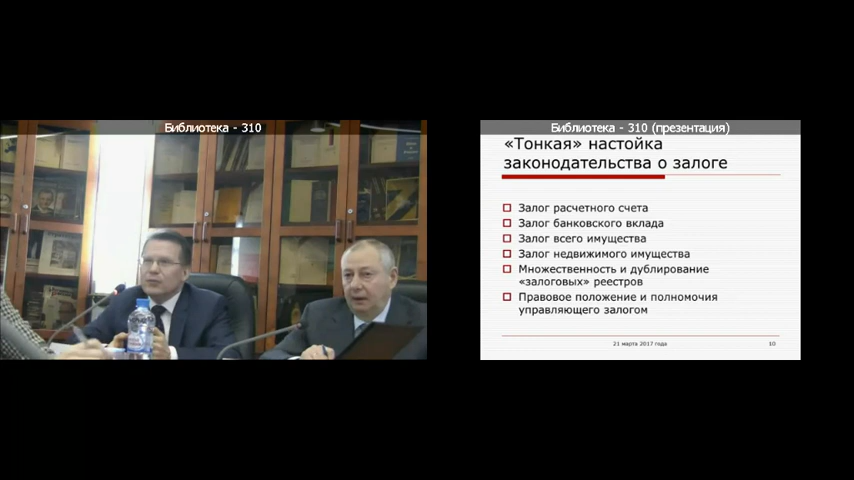 Библиотека - 310
Библиотека - 310 (презентация)
«Тонкая» настойка
законодательства о залоге
Залог расчетного счета
Залог банковского вклада
Залог всего имущества
Залог недвижимого имущества
Множественность и дублирование
«залоговых» реестров
Правовое положение и полномочия
управляющего залогом
21 марта 2017 года
10